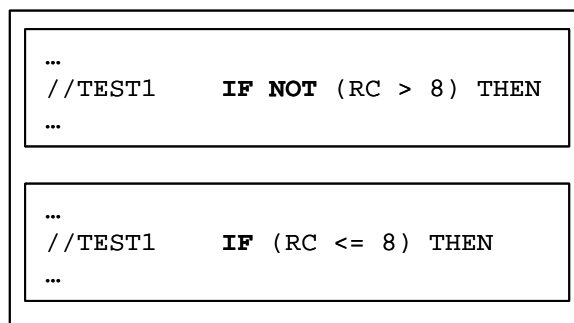 …
//TEST1 IF NOT (RC > 8) THEN
…
…
//TEST1 IF (RC <= 8) THEN
…